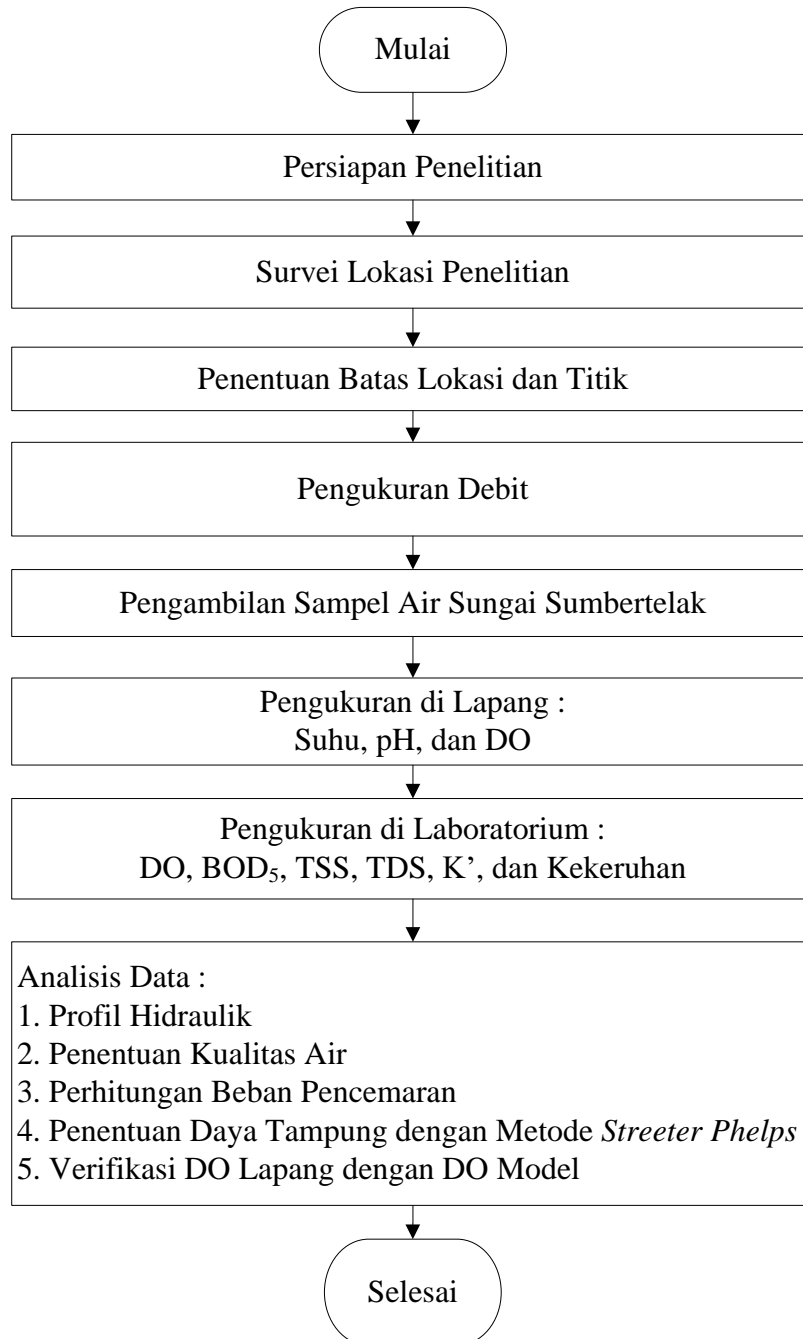 Mulai
Persiapan Penelitian
Survei Lokasi Penelitian
Penentuan Batas Lokasi dan Titik
Pengukuran Debit
Pengambilan Sampel Air Sungai Sumbertelak
Pengukuran di Lapang :
Suhu, pH, dan DO
Pengukuran di Laboratorium :
DO, BOD₅, TSS, TDS, K’, dan Kekeruhan
Analisis Data :
1. Profil Hidraulik
2. Penentuan Kualitas Air
3. Perhitungan Beban Pencemaran
4. Penentuan Daya Tampung dengan Metode Streeter Phelps
5. Verifikasi DO Lapang dengan DO Model
Selesai